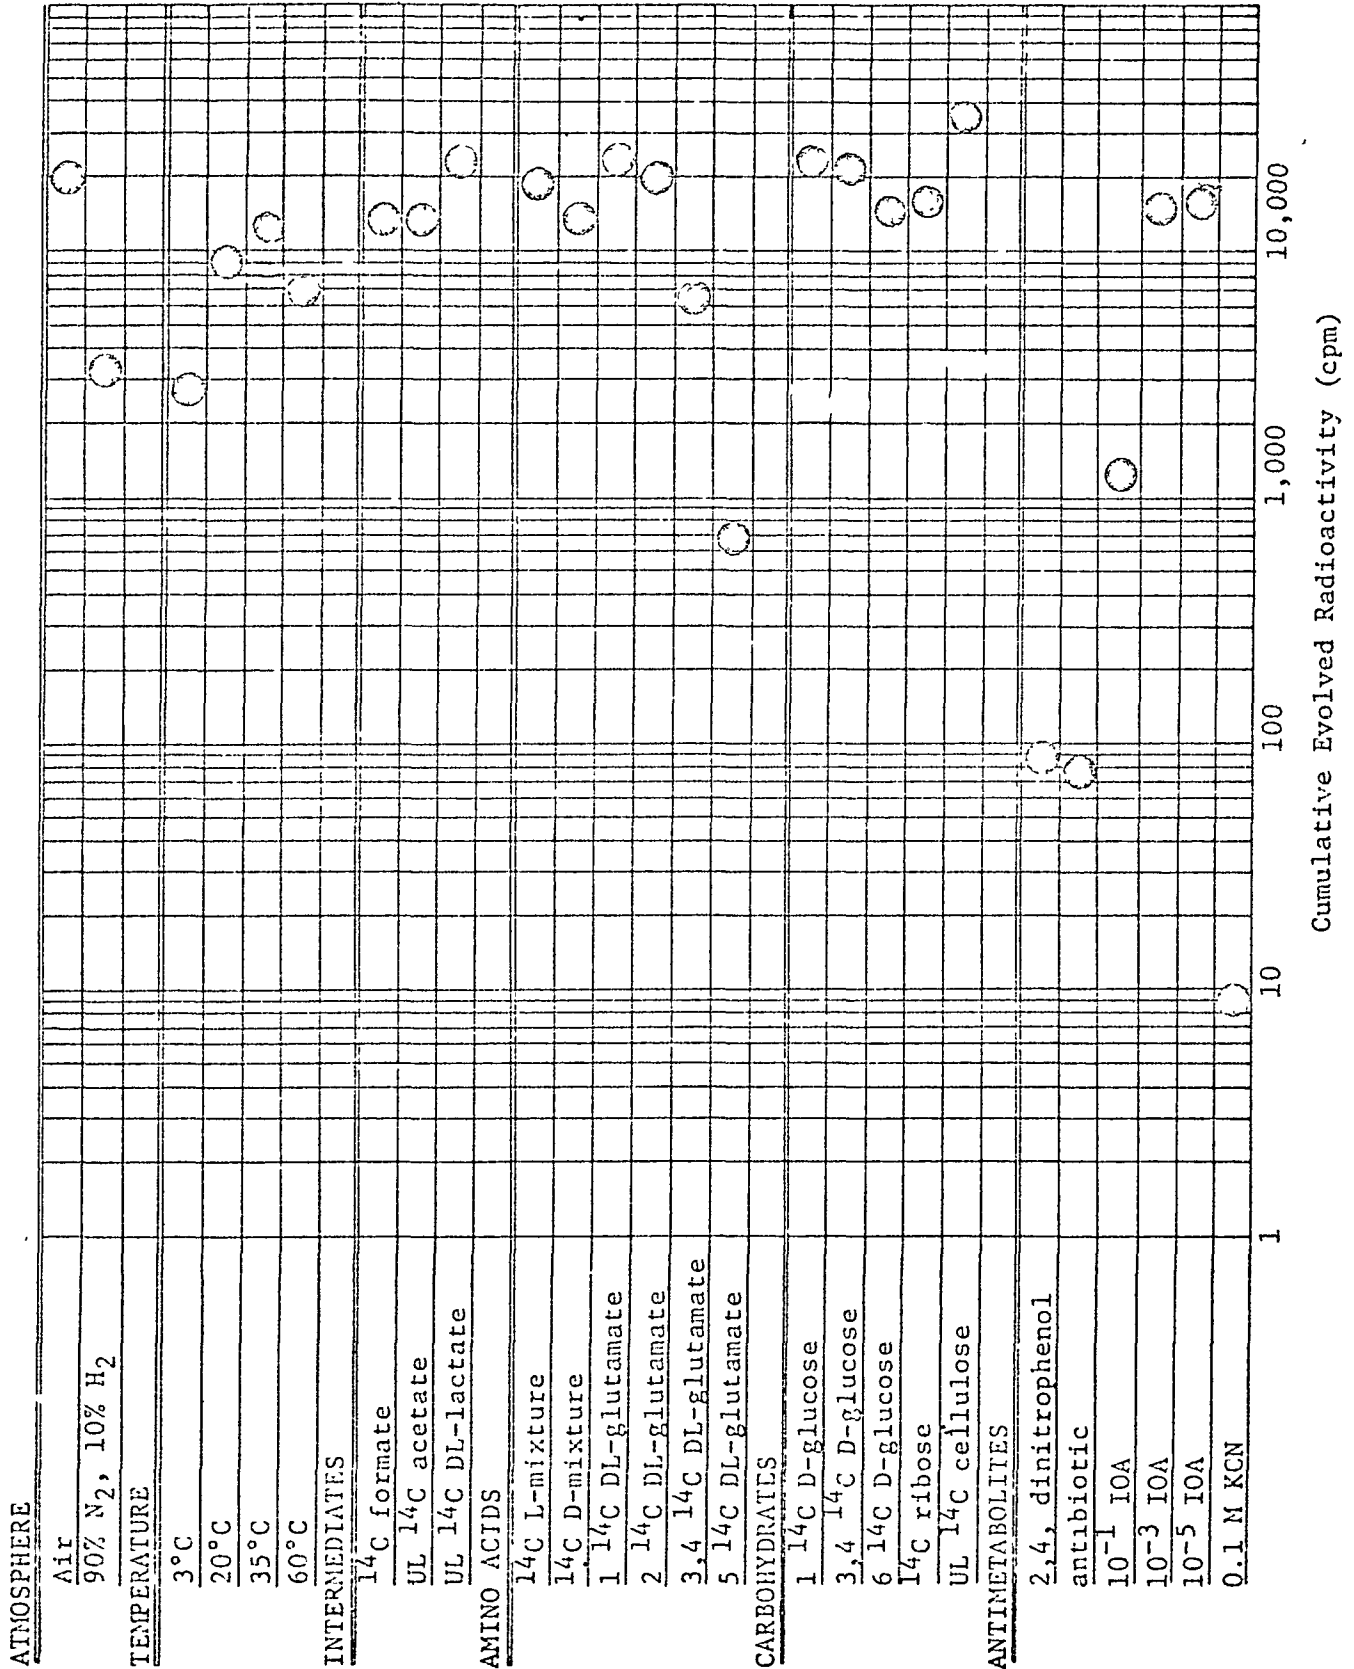 ATMOSPHERE
Air
90% N2, 10% H2
TEMPERATURE
3°C
20°C
35°C
60°C
INTERMEDIATES
14C formate
UL 14C acetate
UL 14C DL-lactate
AMINO ACIDS
14C L-mixture
14C D-mixture
1 14C DL-glutamate
2 14C DL-glutamate
3,4 14C DL-glutamate
5 14C DL-glutamate
CARBOHYDRATES
1 14C D-glucose
3,4 14C D-glucose
6 14C D-glucose
14C ribose
UL 14C cellulose
ANTIMETABOLITES
2,4, dinitrophenol
antibiotic
10-1 IOA
10-3 IOA
10-5 IOA
0.1 M KCN
1 10 100 1,000 10,000
Cumulative Evolved Radioactivity (cpm)